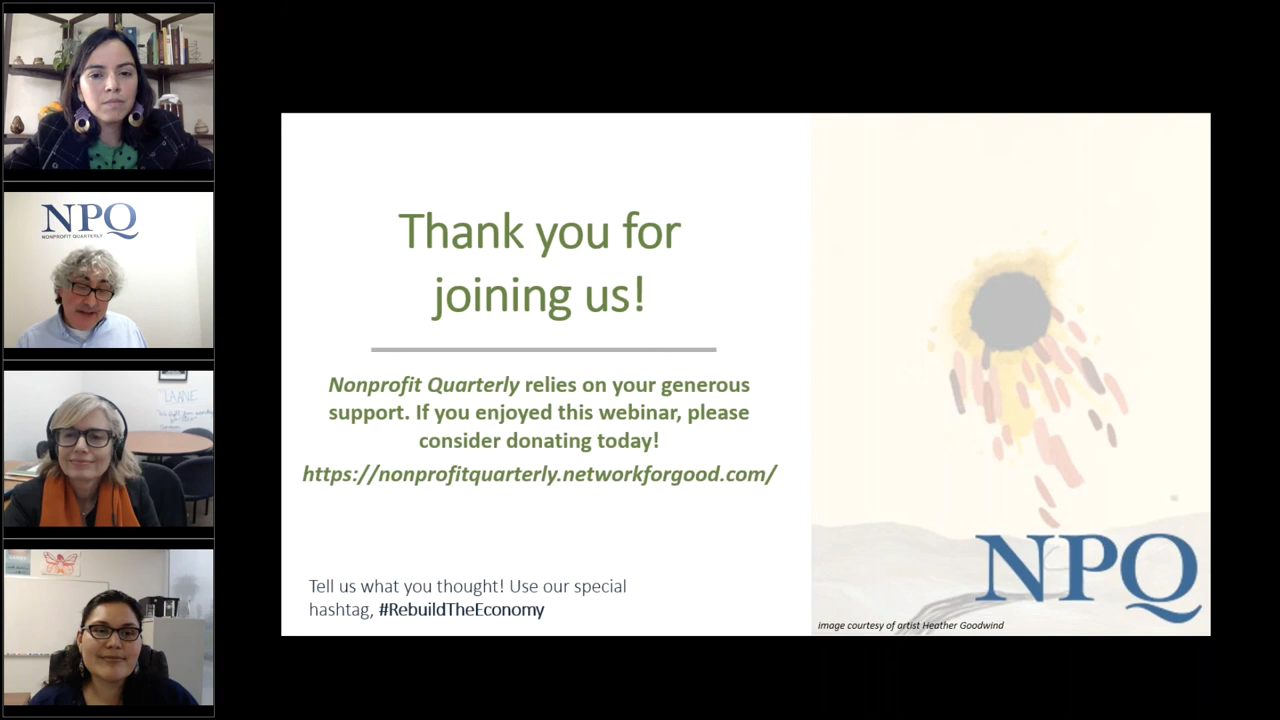 NPQ
NONPROFIT QUARTERLY
LAANE
Thank you for
joining us!
Nonprofit Quarterly relies on your generous
support. If you enjoyed this webinar, please
consider donating today!
https://nonprofitquarterly.networkforgood.com/
Tell us what you thought! Use our special
hashtag, #RebuildTheEconomy
NPQ
image courtesy of artist Heather Goodwind